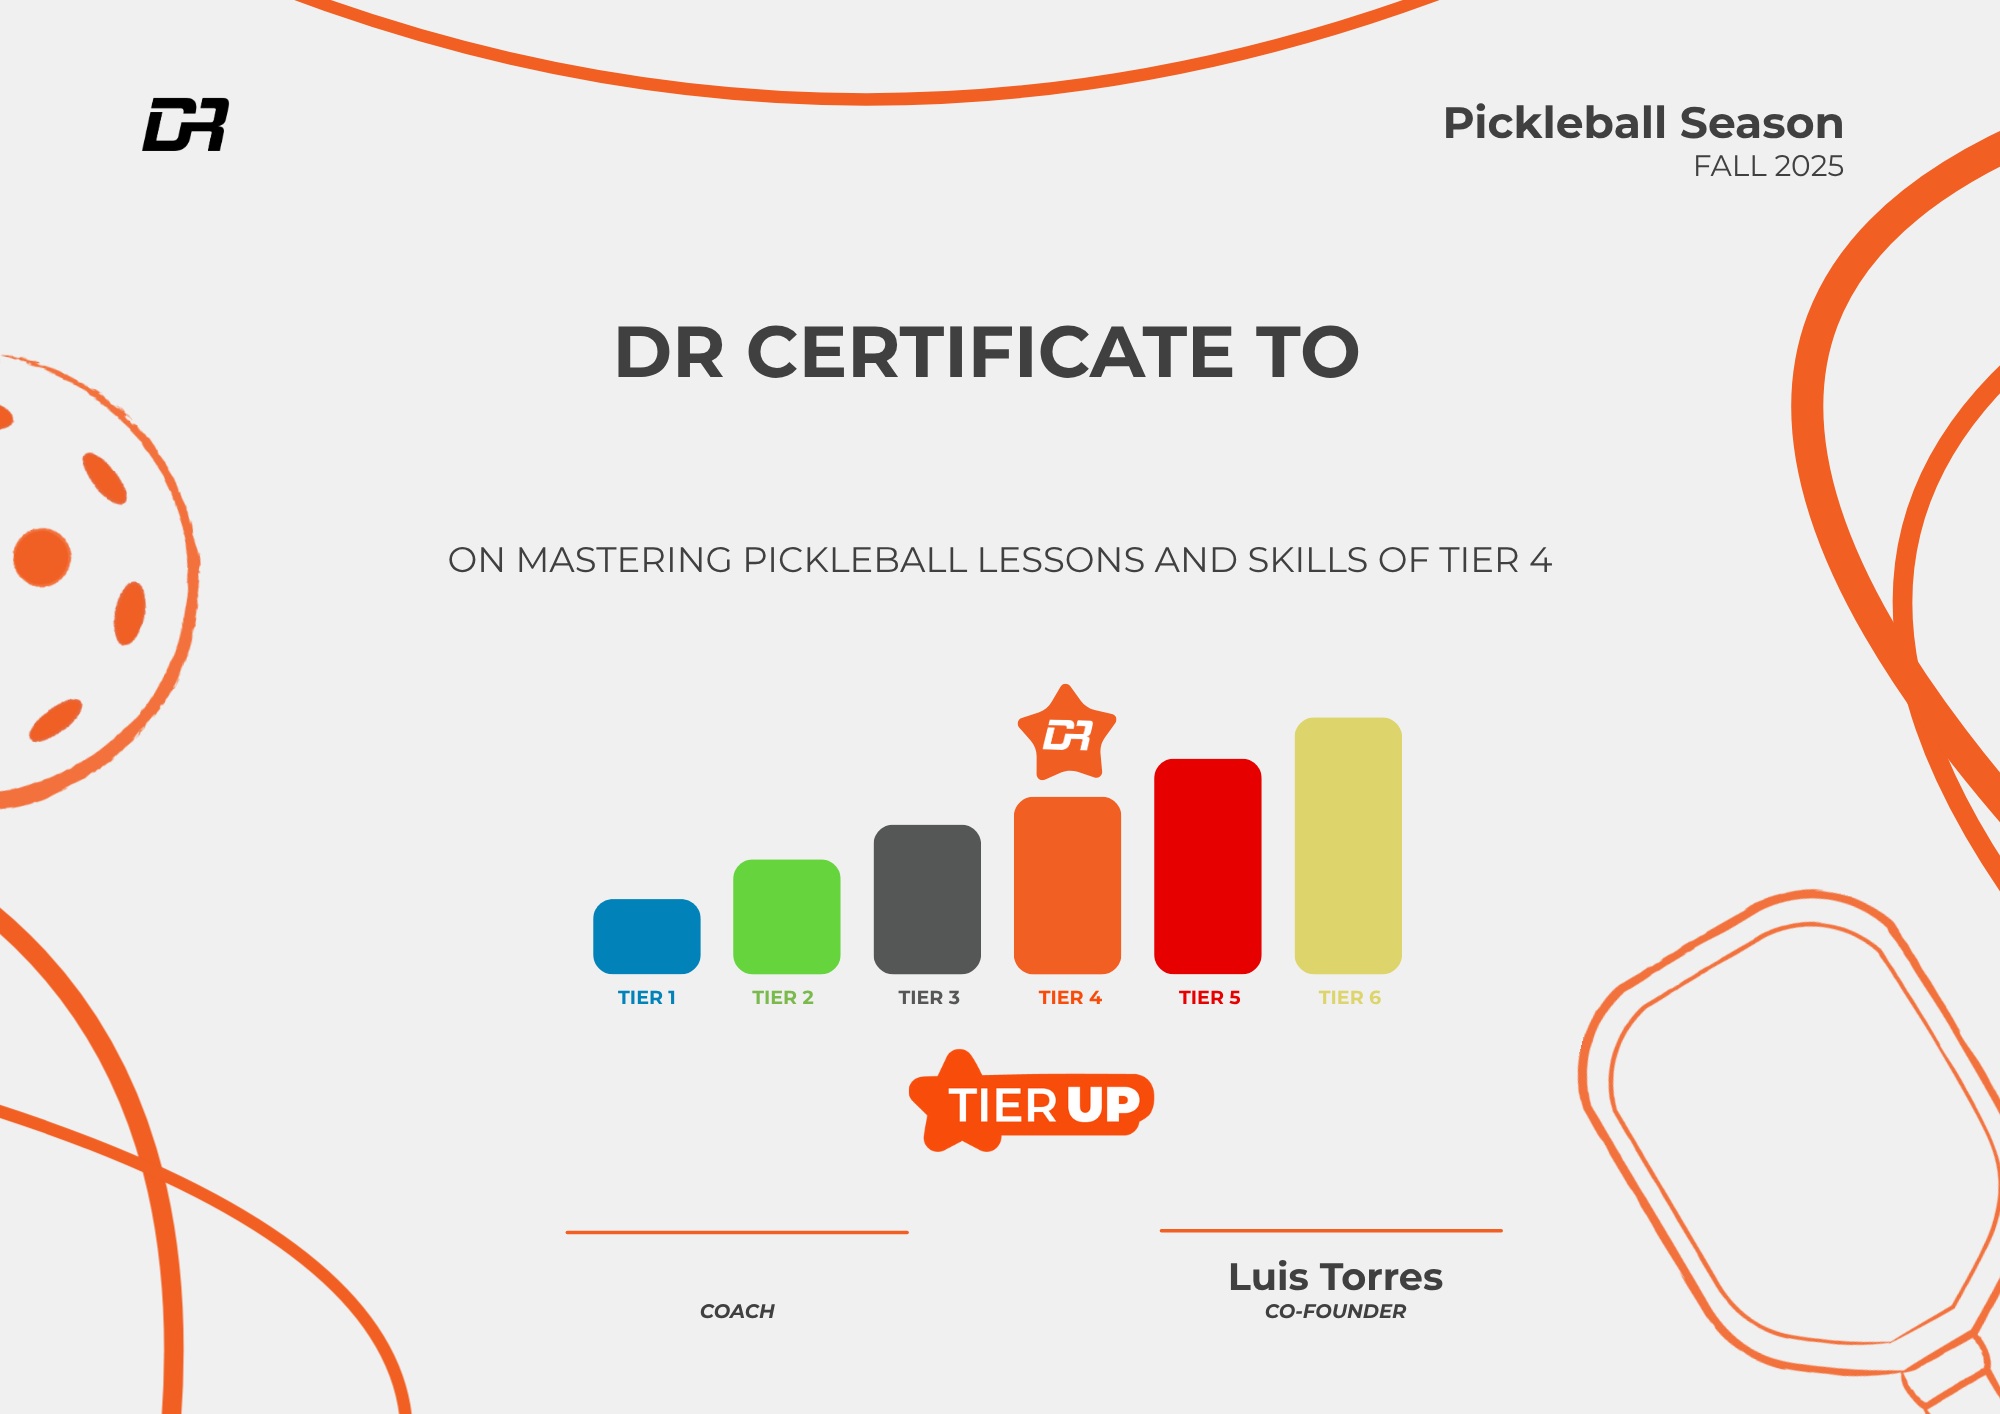 DR
Pickleball Season
FALL 2025
DR CERTIFICATE TO
ON MASTERING PICKLEBALL LESSONS AND SKILLS OF TIER 4
DR
TIER 1 TIER 2 TIER 3 TIER 4 TIER 5 TIER 6
TIER UP
Luis Torres
COACH CO-FOUNDER